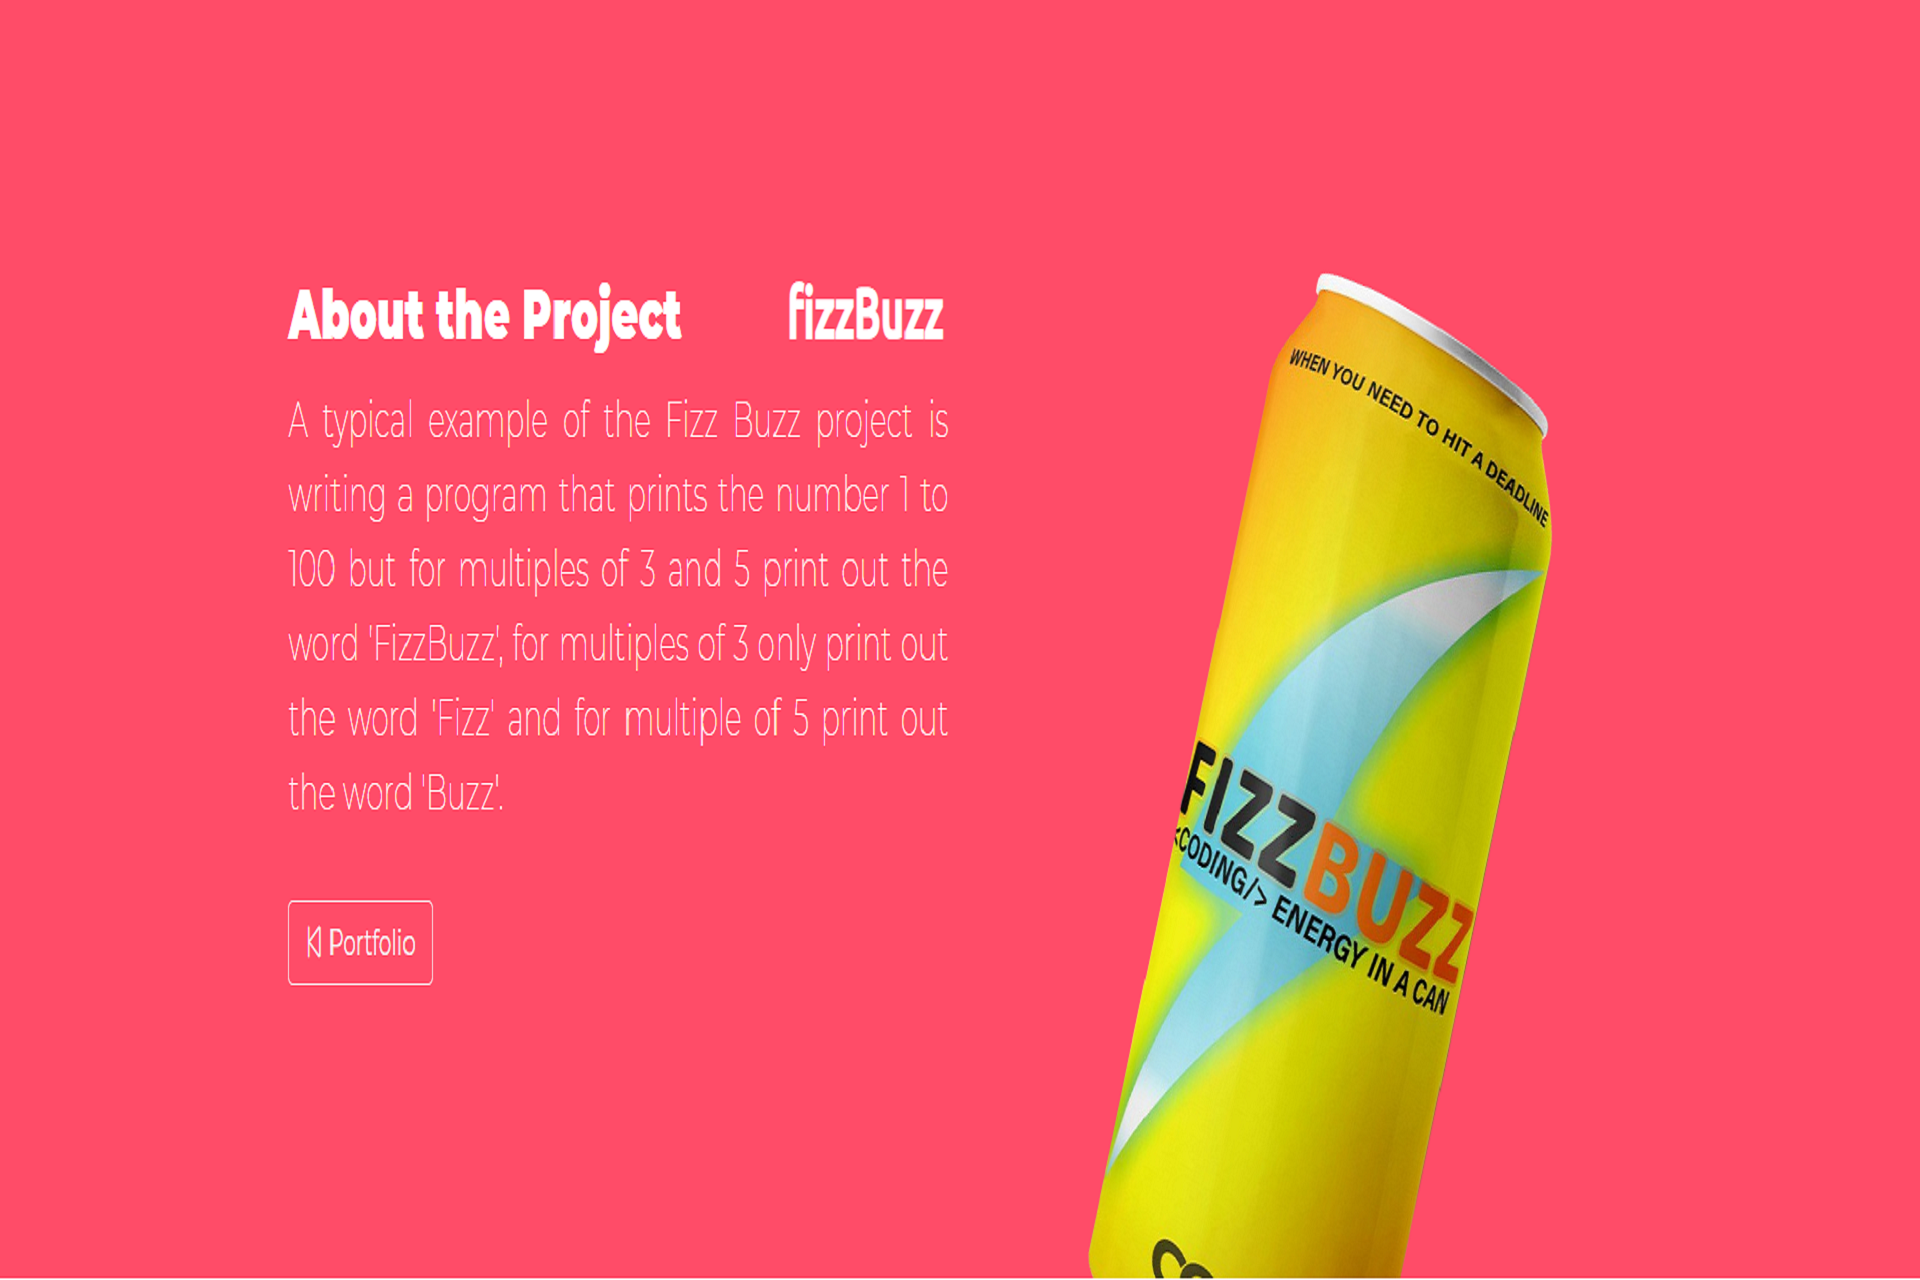 About the Project
fizzBuzz
A typical example of the Fizz Buzz project is
writing a program that prints the number 1 to
100 but for multiples of 3 and 5 print out the
word 'FizzBuzz', for multiples of 3 only print out
the word 'Fizz' and for multiple of 5 print out
the word 'Buzz'.
Portfolio
WHEN YOU NEED TO HIT A DEADLINE
FIZZBUZZ
<CODING/> ENERGY IN A CAN